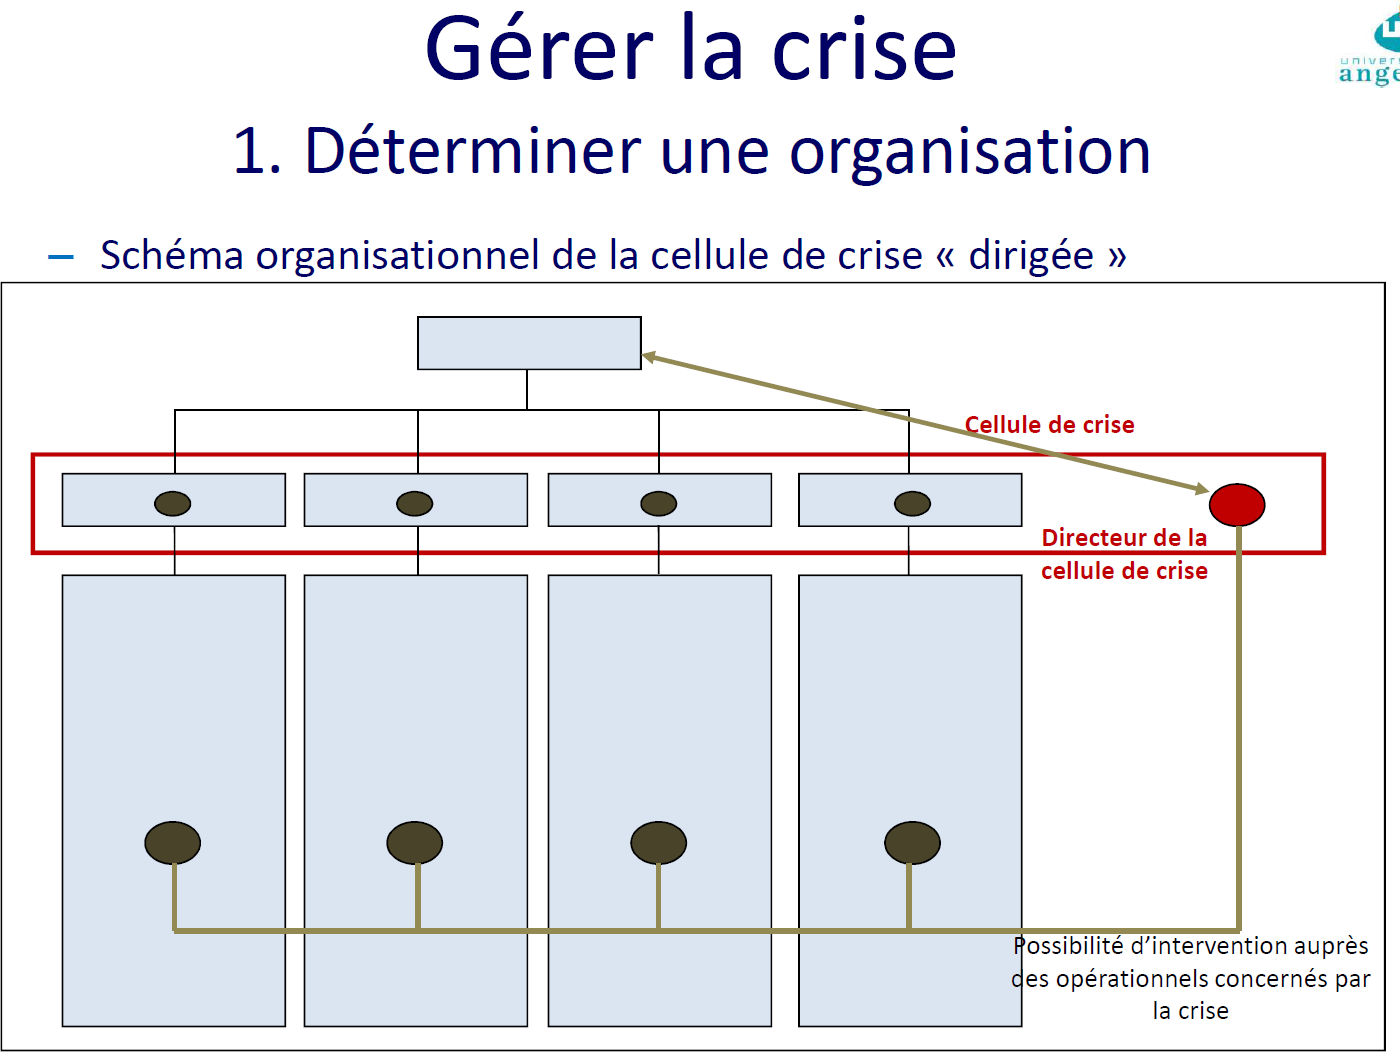 Gérer la crise
1. Déterminer une organisation
– Schéma organisationnel de la cellule de crise « dirigée »
Cellule de crise
Directeur de la
cellule de crise
Possibilité d’intervention auprès
des opérationnels concernés par
la crise